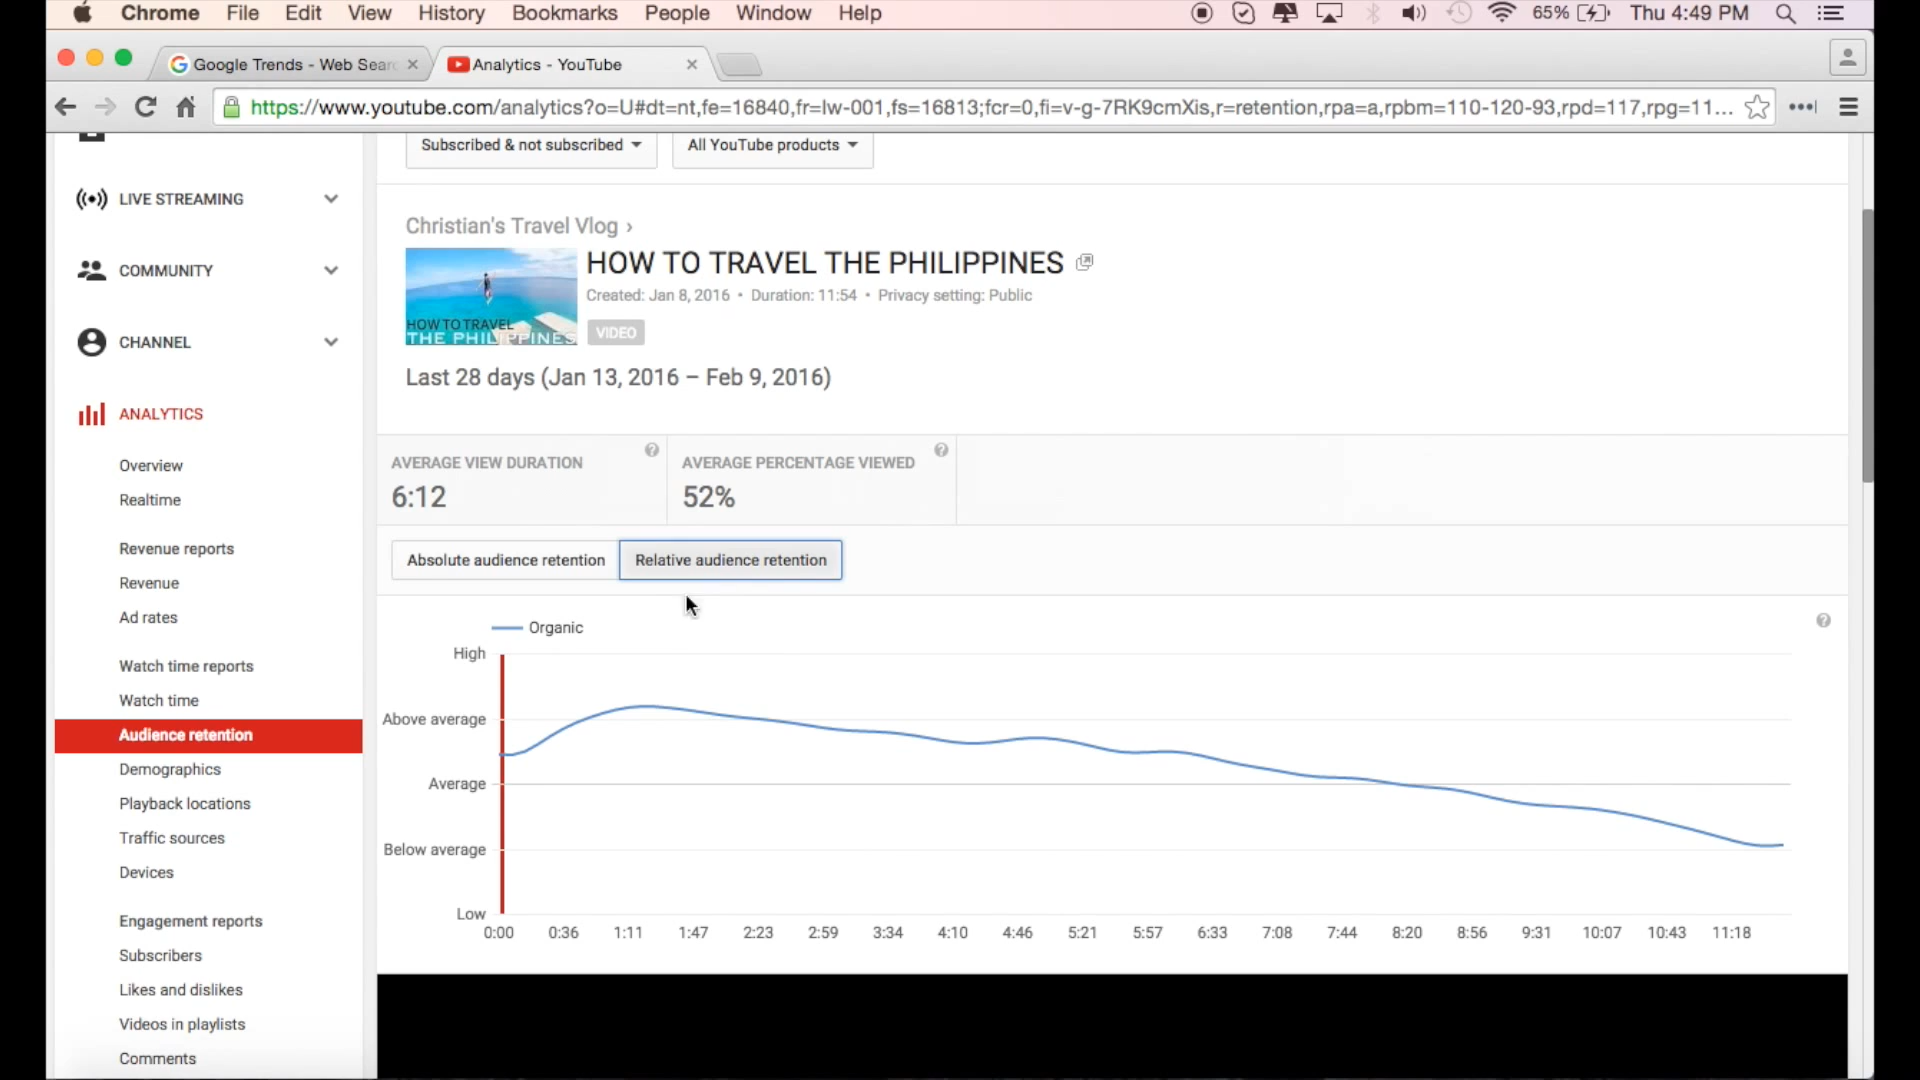 Chrome File Edit View History Bookmarks People Window Help 65% Thu 4:49 PM
Google Trends - Web Sear
Analytics - YouTube
https://www.youtube.com/analytics?o=U#dt=nt,fe=16840,fr=lw-001,fs=16813;fcr=0,fi=v-g-7RK9cmXis,r=retention,rpa=a,rpbm=110-120-93,rpd=117,rpg=11...
Subscribed & not subscribed
All YouTube products
LIVE STREAMING
COMMUNITY
CHANNEL
ANALYTICS
Overview
Realtime
Revenue reports
Revenue
Ad rates
Watch time reports
Watch time
Audience retention
Demographics
Playback locations
Traffic sources
Devices
Engagement reports
Subscribers
Likes and dislikes
Videos in playlists
Comments
Christian's Travel Vlog ›
HOW TO TRAVEL
THE PHILIPPINES
HOW TO TRAVEL THE PHILIPPINES
Created: Jan 8, 2016 • Duration: 11:54 • Privacy setting: Public
VIDEO
Last 28 days (Jan 13, 2016 – Feb 9, 2016)
AVERAGE VIEW DURATION
?
6:12
AVERAGE PERCENTAGE VIEWED
?
52%
Absolute audience retention
Relative audience retention
Organic
?
High
Above average
Average
Below average
Low
0:00 0:36 1:11 1:47 2:23 2:59 3:34 4:10 4:46 5:21 5:57 6:33 7:08 7:44 8:20 8:56 9:31 10:07 10:43 11:18